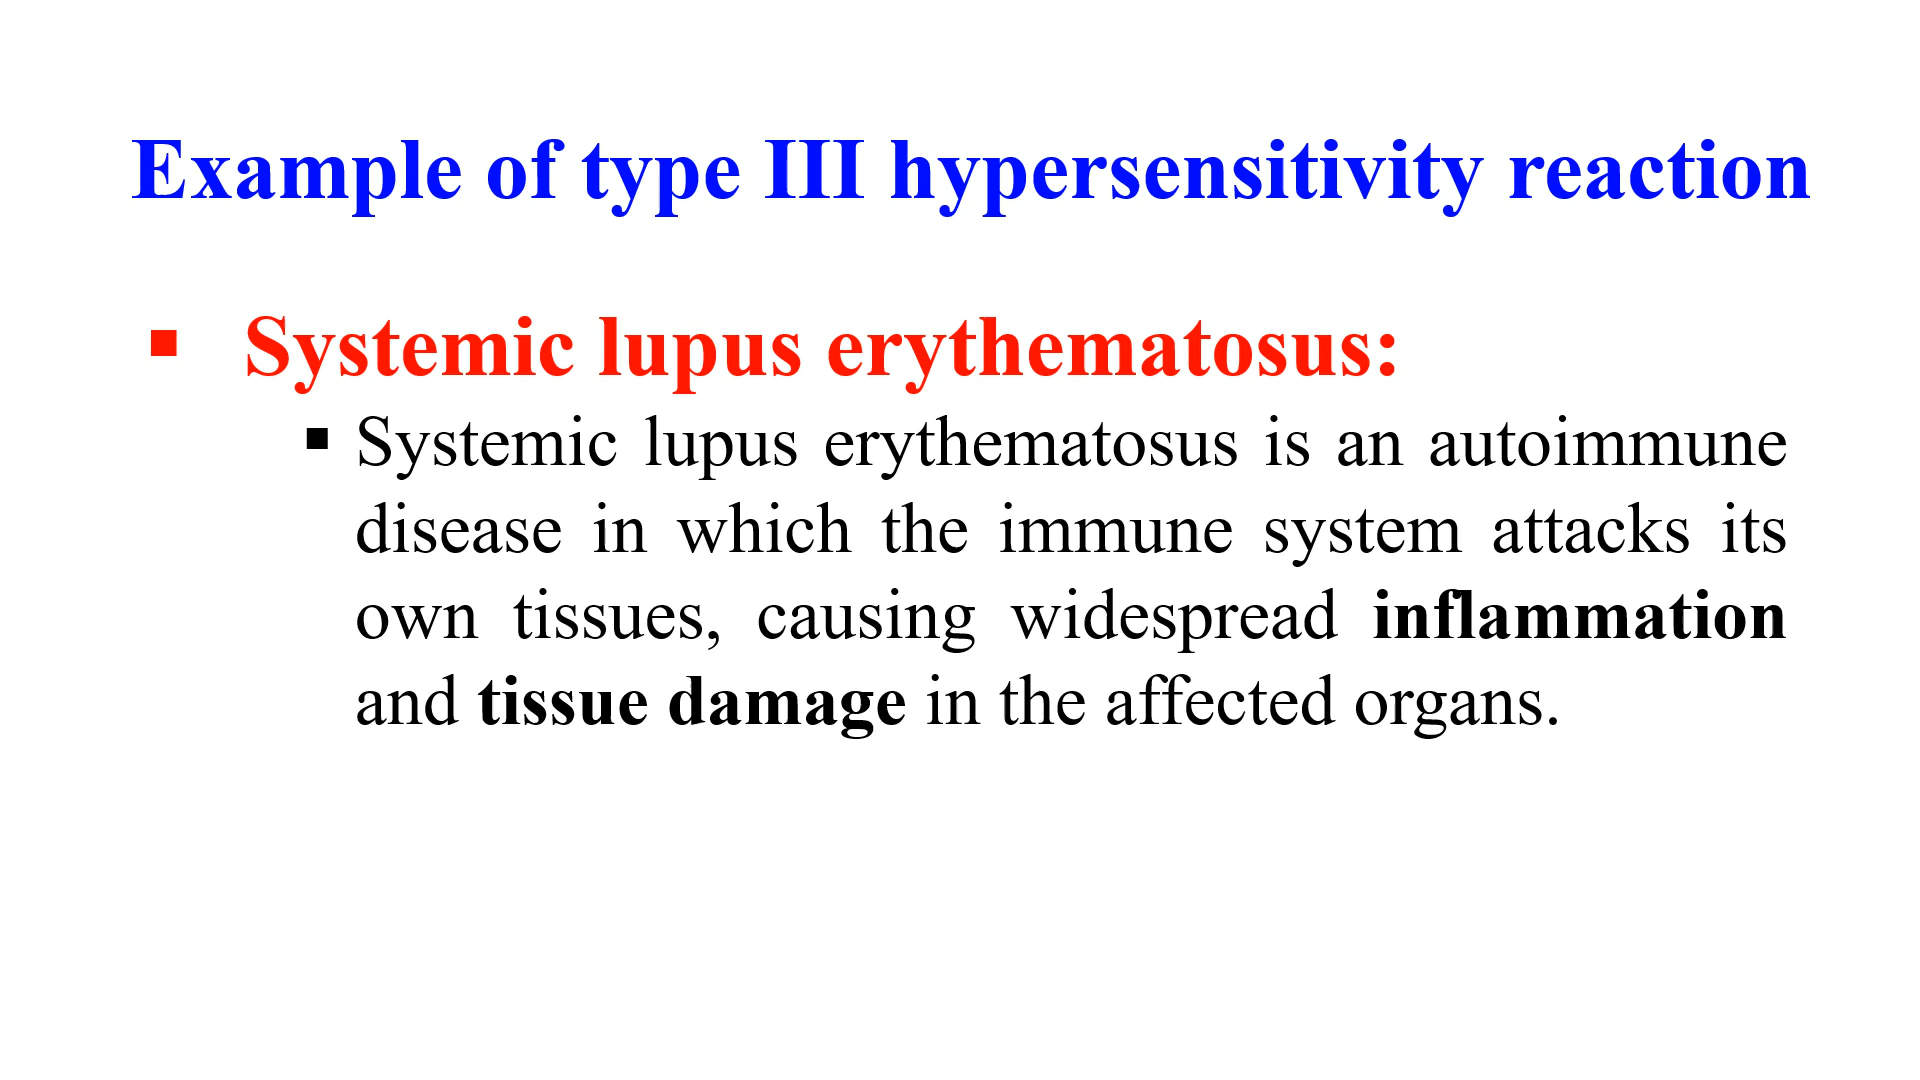 Example of type III hypersensitivity reaction
▪ Systemic lupus erythematosus:
▪ Systemic lupus erythematosus is an autoimmune
disease in which the immune system attacks its
own tissues, causing widespread inflammation
and tissue damage in the affected organs.